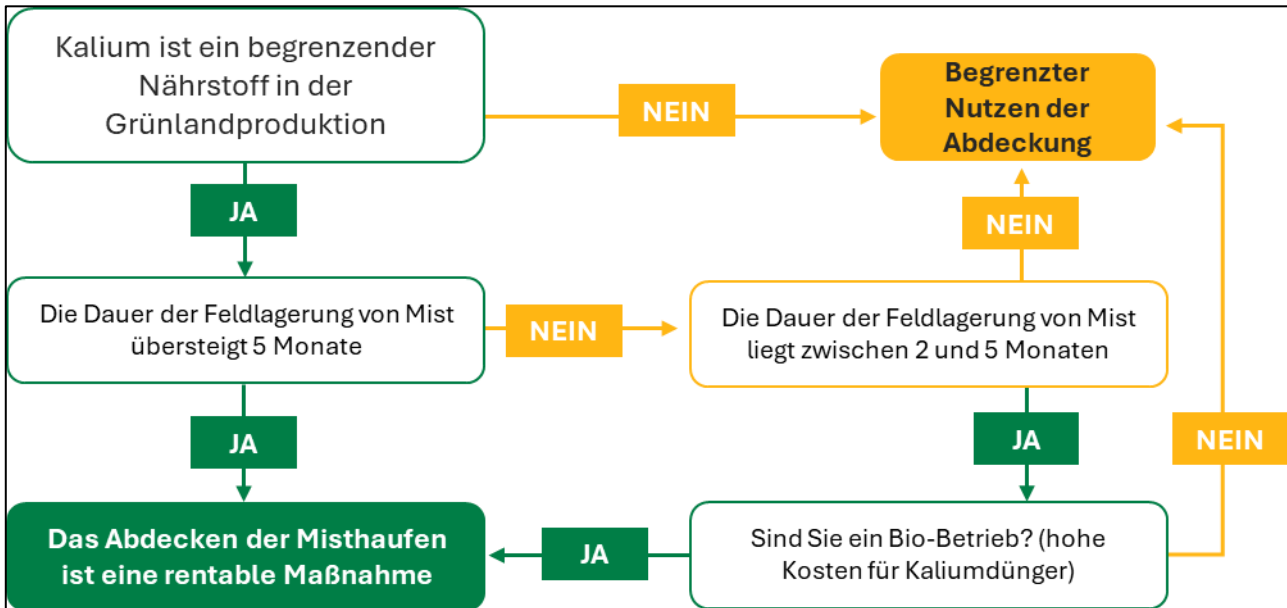 Kalium ist ein begrenzender
Nährstoff in der
Grünlandproduktion
NEIN
Begrenzter
Nutzen der
Abdeckung
JA
NEIN
Die Dauer der Feldlagerung von Mist
übersteigt 5 Monate
NEIN
Die Dauer der Feldlagerung von Mist
liegt zwischen 2 und 5 Monaten
JA
JA
NEIN
Das Abdecken der Misthaufen
ist eine rentable Maßnahme
JA
Sind Sie ein Bio-Betrieb? (hohe
Kosten für Kaliumdünger)